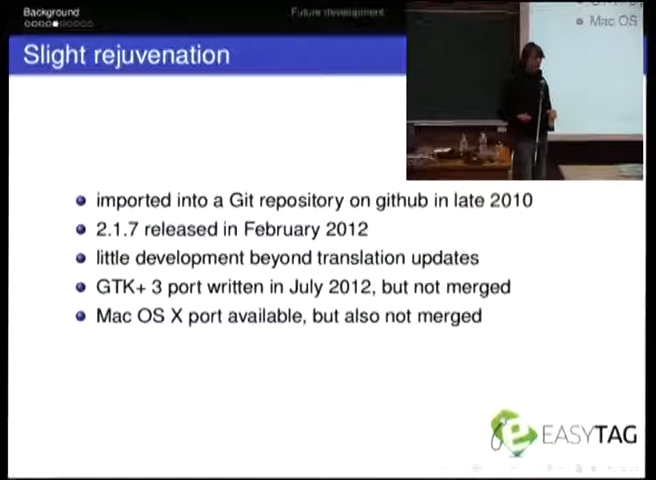 Background
Future development
Mac OS
Slight rejuvenation
imported into a Git repository on github in late 2010
2.1.7 released in February 2012
little development beyond translation updates
GTK+ 3 port written in July 2012, but not merged
Mac OS X port available, but also not merged
EASYTAG